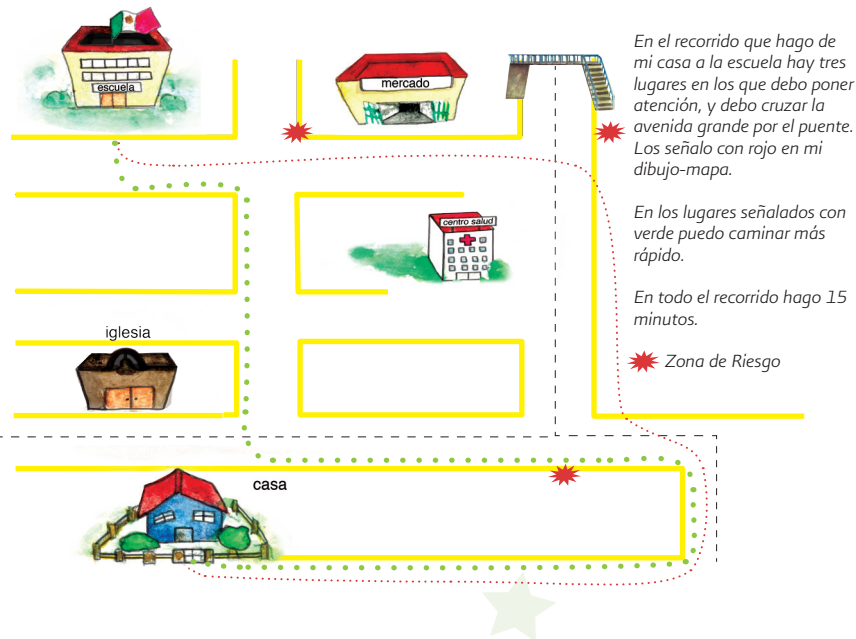 escuela
mercado
centro salud
iglesia
casa
En el recorrido que hago de
mi casa a la escuela hay tres
lugares en los que debo poner
atención, y debo cruzar la
avenida grande por el puente.
Los señalo con rojo en mi
dibujo-mapa.
En los lugares señalados con
verde puedo caminar más
rápido.
En todo el recorrido hago 15
minutos.
Zona de Riesgo